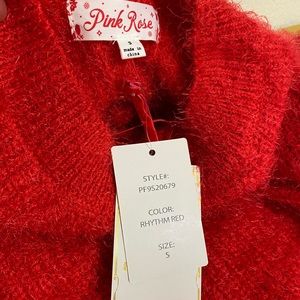 Pink Rose
S
made in
china
STYLE#:
PF9520679
COLOR:
RHYTHM RED
SIZE:
S